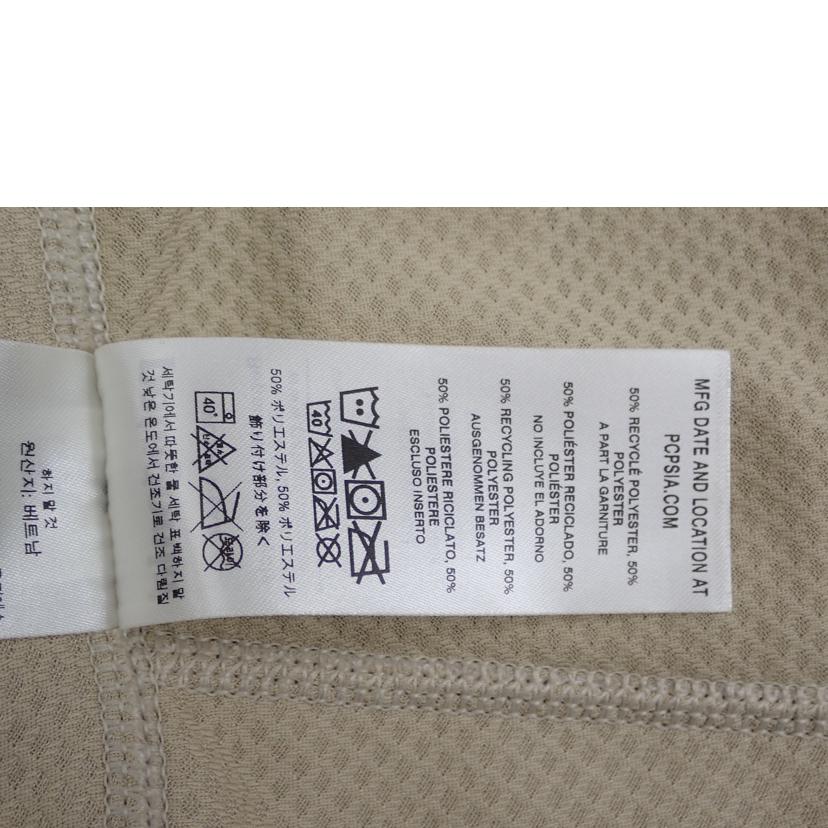 MFG DATE AND LOCATION AT
PCPSIA.COM
50% RECYCLÉ POLYESTER, 50%
POLYESTER
A PART LA GARNITURE
50% POLIÉSTER RECICLADO, 50%
POLIÉSTER
NO INCLUYE EL ADORNO
50% RECYCLING POLYESTER, 50%
POLYESTER
AUSGENOMMEN BESATZ
50% POLIESTERE RICICLATO, 50%
POLIESTERE.
ESCLUSO INSERTO
40
50% ポリエステル, 50% ポリエステル
飾り付け部分を除く
40°
세탁기에서 따뜻한 물 세탁 표백하지 말
것 낮은 온도에서 건조기로 건조 다림질
하지 말 것
원산지: 베트남